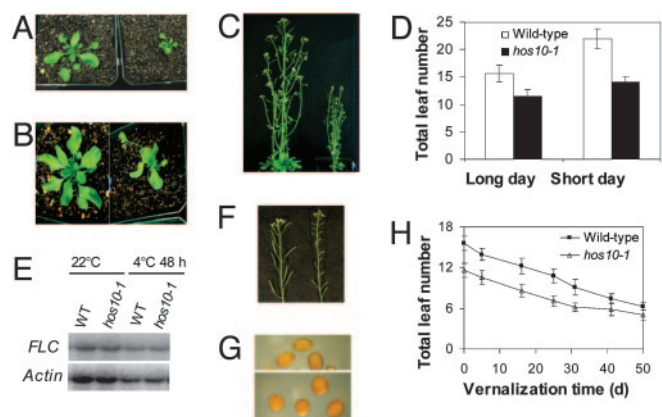 A
B
C
D
Total leaf number
25
20
15
10
5
0
Wild-type
hos10-1
Long day Short day
E
22°C 4°C 48 h
WT hos10-1 WT hos10-1
FLC
Actin
F
G
H
Total leaf number
18
12
6
0
Wild-type
hos10-1
0 10 20 30 40 50
Vernalization time (d)